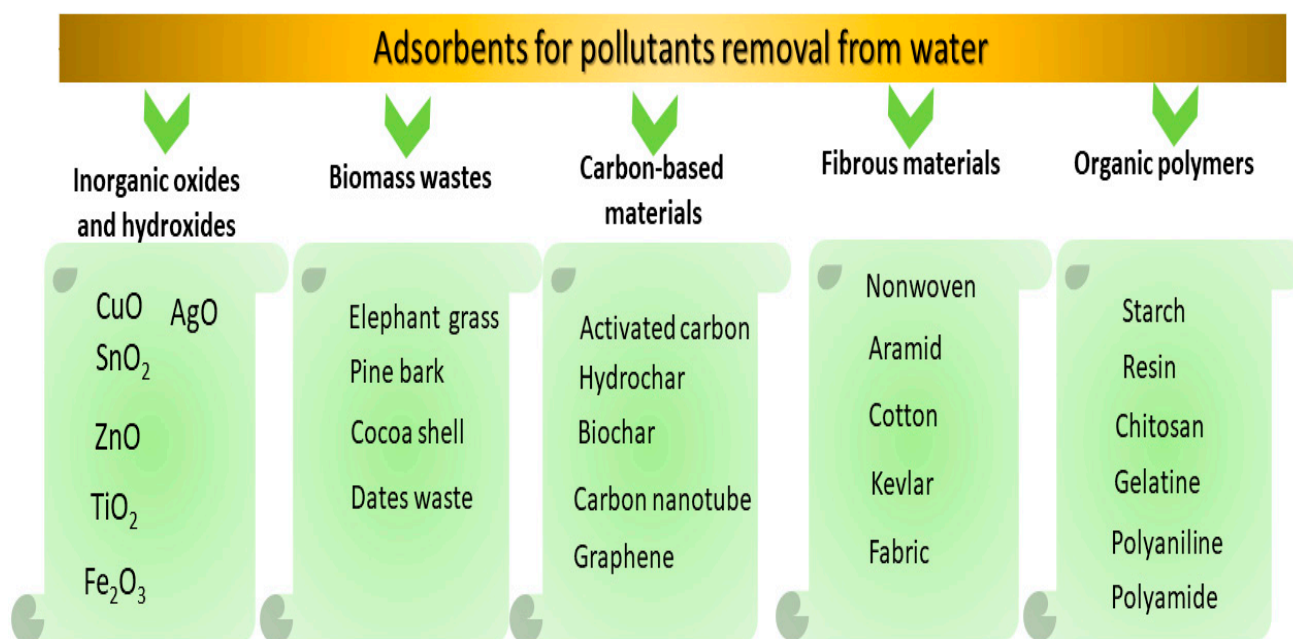 Adsorbents for pollutants removal from water
Inorganic oxides
and hydroxides
CuO AgO
SnO₂
ZnO
TiO₂
Fe₂O₃
Biomass wastes
Elephant grass
Pine bark
Cocoa shell
Dates waste
Carbon-based
materials
Activated carbon
Hydrochar
Biochar
Carbon nanotube
Graphene
Fibrous materials
Nonwoven
Aramid
Cotton
Kevlar
Fabric
Organic polymers
Starch
Resin
Chitosan
Gelatine
Polyaniline
Polyamide